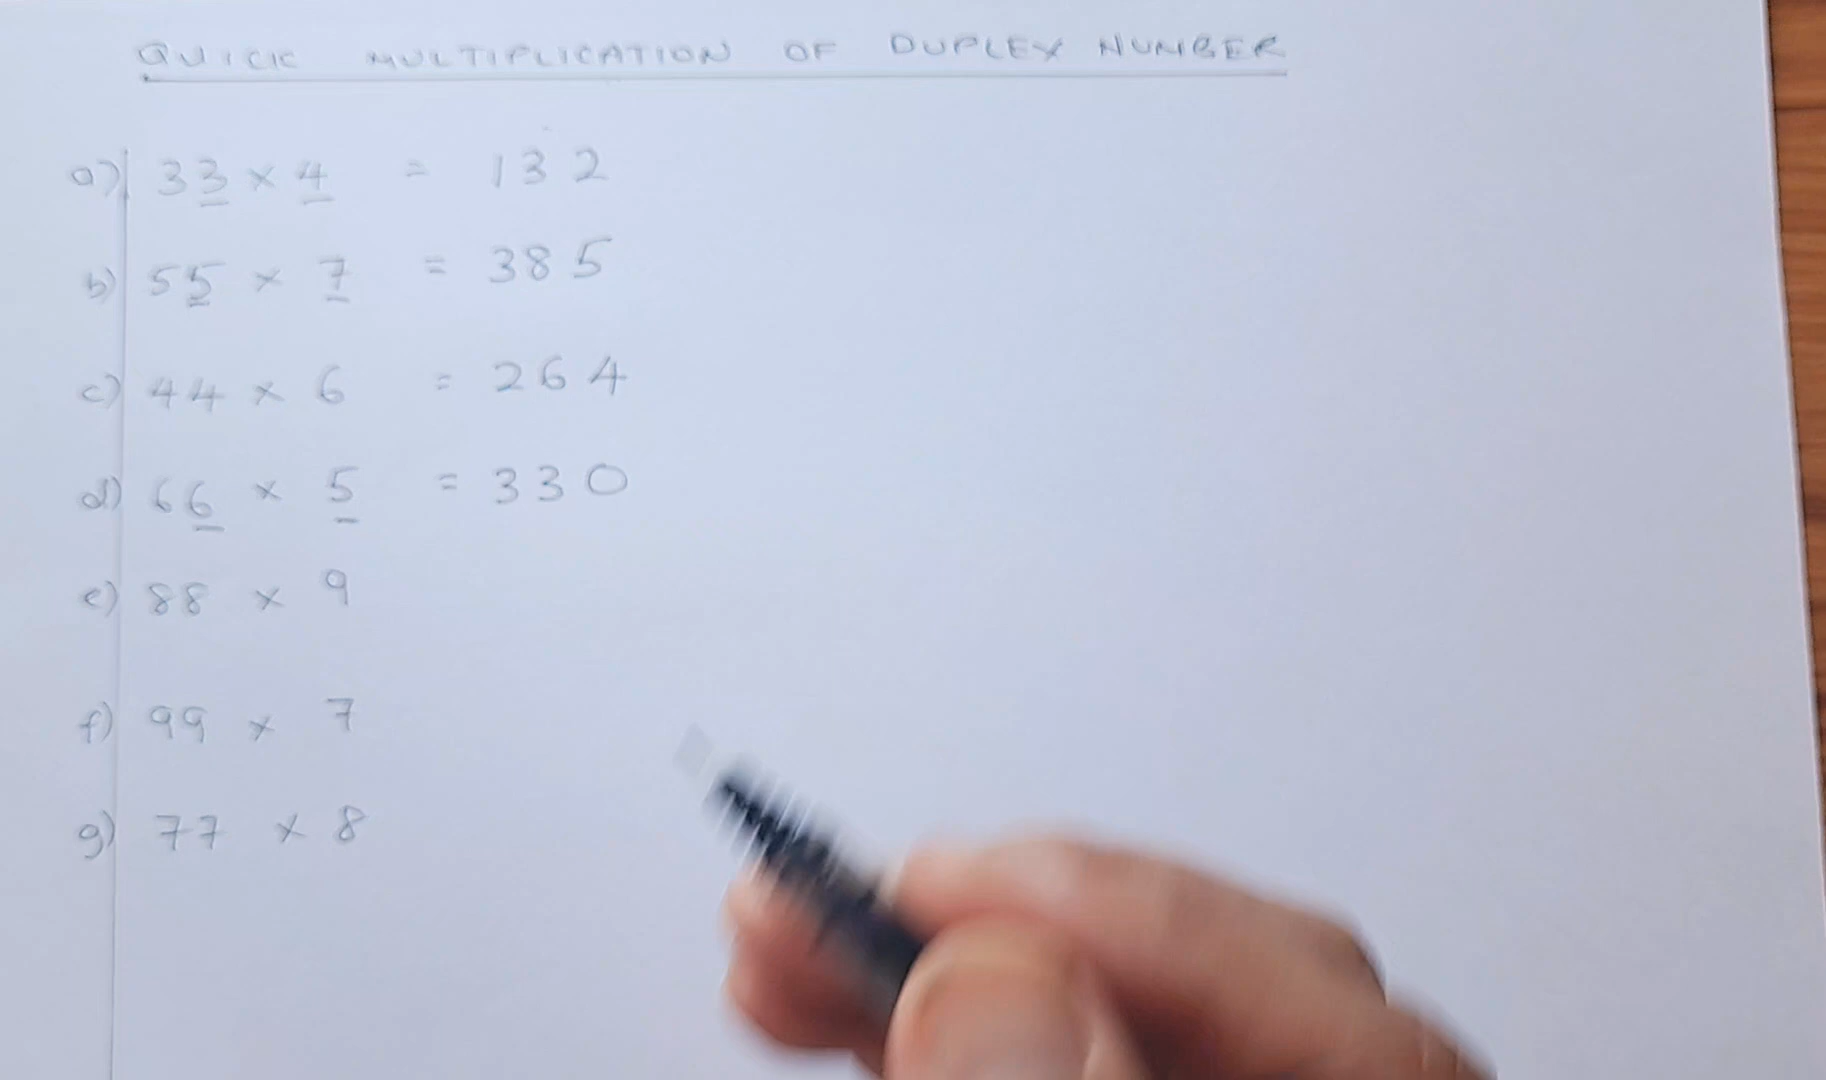 QUICK MULTIPLICATION OF DUPLEX NUMBER
a) 33 × 4 = 132
b) 55 × 7 = 385
c) 44 × 6 = 264
d) 66 × 5 = 330
e) 88 × 9
f) 99 × 7
g) 77 × 8